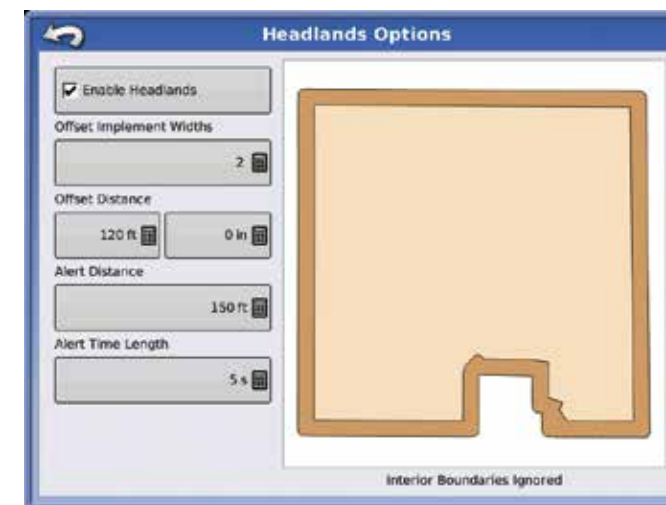 Headlands Options
Enable Headlands
Offset Implement Widths
2
Offset Distance
120 ft
0 in
Alert Distance
150 ft
Alert Time Length
5 s
Interior Boundaries Ignored